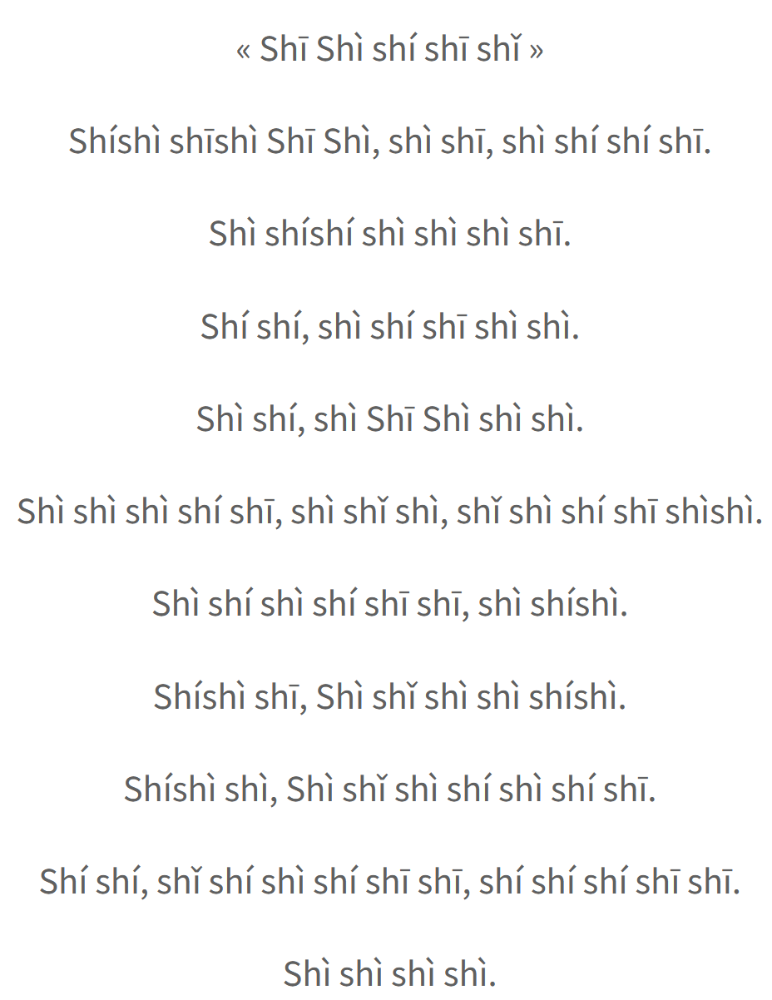 « Shī Shì shí shī shǐ »
Shíshì shīshì Shī Shì, shì shī, shì shí shí shī.
Shì shíshí shì shì shì shī.
Shí shí, shì shí shī shì shì.
Shì shí, shì Shī Shì shì shì.
Shì shì shì shí shī, shì shǐ shì, shǐ shì shí shī shìshì.
Shì shí shì shí shī shī, shì shíshì.
Shíshì shī, Shì shǐ shì shì shíshì.
Shíshì shì, Shì shǐ shì shí shì shí shī.
Shí shí, shǐ shí shì shí shī shī, shí shí shí shī shī.
Shì shì shì shì.